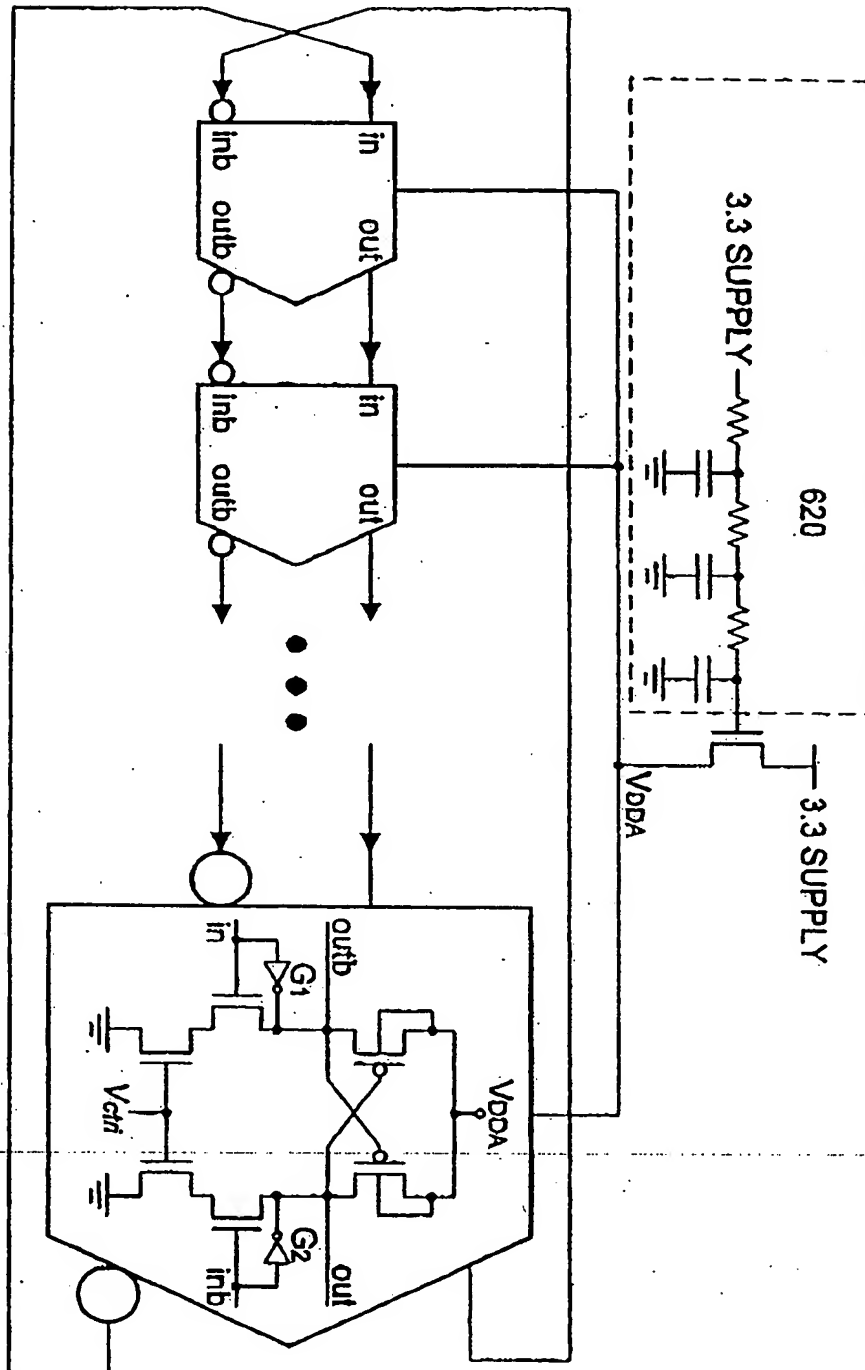 3.3 SUPPLY
620
3.3 SUPPLY
VDDA
in
out
inb
outb
in
out
inb
outb
VDDA
outb
out
G1
G2
in
inb
Vctrl